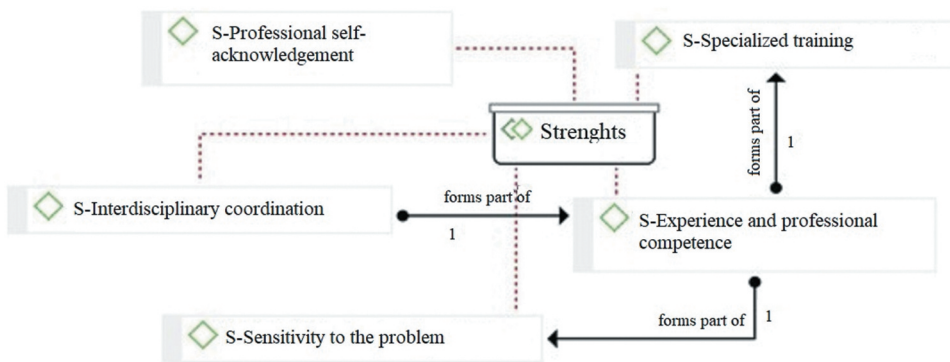 S-Professional self-
acknowledgement
S-Specialized training
Strenghts
forms part of
1
S-Interdisciplinary coordination
forms part of
1
S-Experience and professional
competence
S-Sensitivity to the problem
forms part of
1